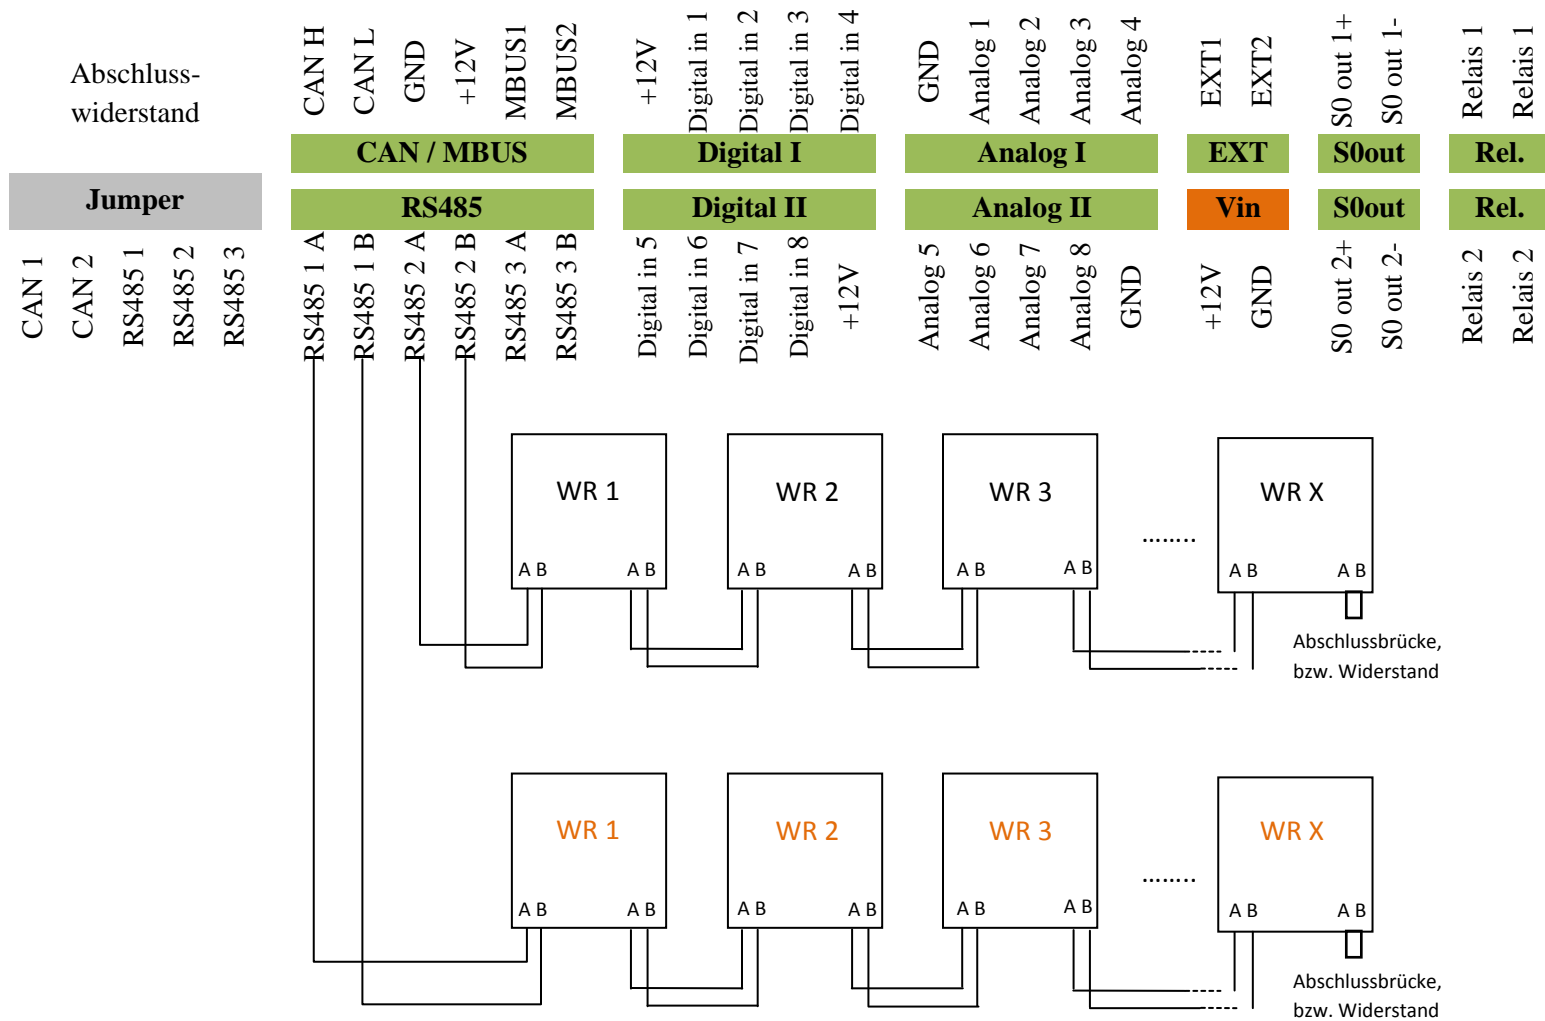 Abschluss-
widerstand
CAN H
CAN L
GND
+12V
MBUS1
MBUS2
+12V
Digital in 1
Digital in 2
Digital in 3
Digital in 4
GND
Analog 1
Analog 2
Analog 3
Analog 4
EXT1
EXT2
S0 out 1+
S0 out 1-
Relais 1
Relais 1
CAN / MBUS
Digital I
Analog I
EXT
S0out
Rel.
Jumper
RS485
Digital II
Analog II
Vin
S0out
Rel.
CAN 1
CAN 2
RS485 1
RS485 2
RS485 3
RS485 1 A
RS485 1 B
RS485 2 A
RS485 2 B
RS485 3 A
RS485 3 B
Digital in 5
Digital in 6
Digital in 7
Digital in 8
+12V
Analog 5
Analog 6
Analog 7
Analog 8
GND
+12V
GND
S0 out 2+
S0 out 2-
Relais 2
Relais 2
WR 1
WR 2
WR 3
WR X
........
A B
A B
A B
A B
A B
A B
A B
A B
Abschlussbrücke,
bzw. Widerstand
WR 1
WR 2
WR 3
WR X
........
A B
A B
A B
A B
A B
A B
A B
A B
Abschlussbrücke,
bzw. Widerstand